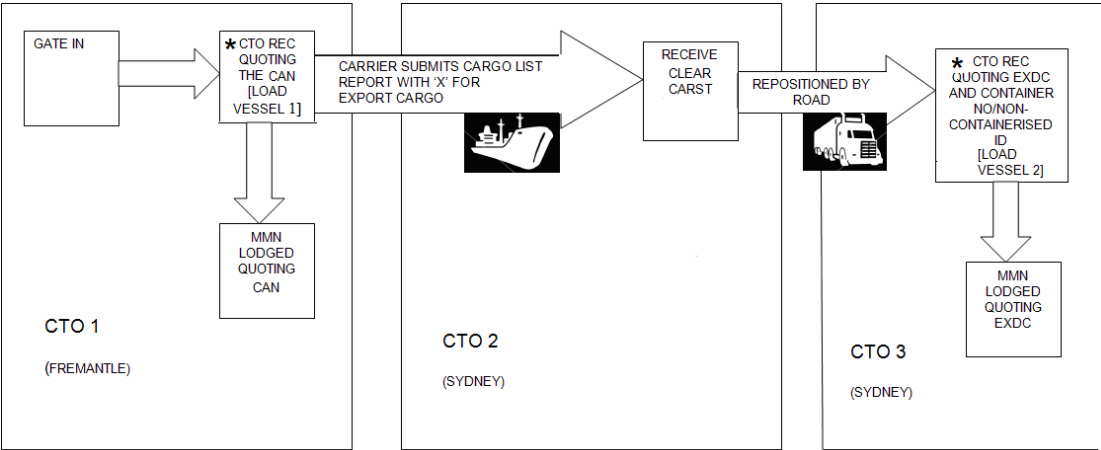 GATE IN
* CTO REC
QUOTING
THE CAN
[LOAD
VESSEL 1]
CARRIER SUBMITS CARGO LIST
REPORT WITH 'X' FOR
EXPORT CARGO
RECEIVE
CLEAR
CARST
REPOSITIONED BY
ROAD
* CTO REC
QUOTING EXDC
AND CONTAINER
NO/NON-
CONTAINERISED
ID
[LOAD
VESSEL 2]
MMN
LODGED
QUOTING
CAN
MMN
LODGED
QUOTING
EXDC
CTO 1
(FREMANTLE)
CTO 2
(SYDNEY)
CTO 3
(SYDNEY)